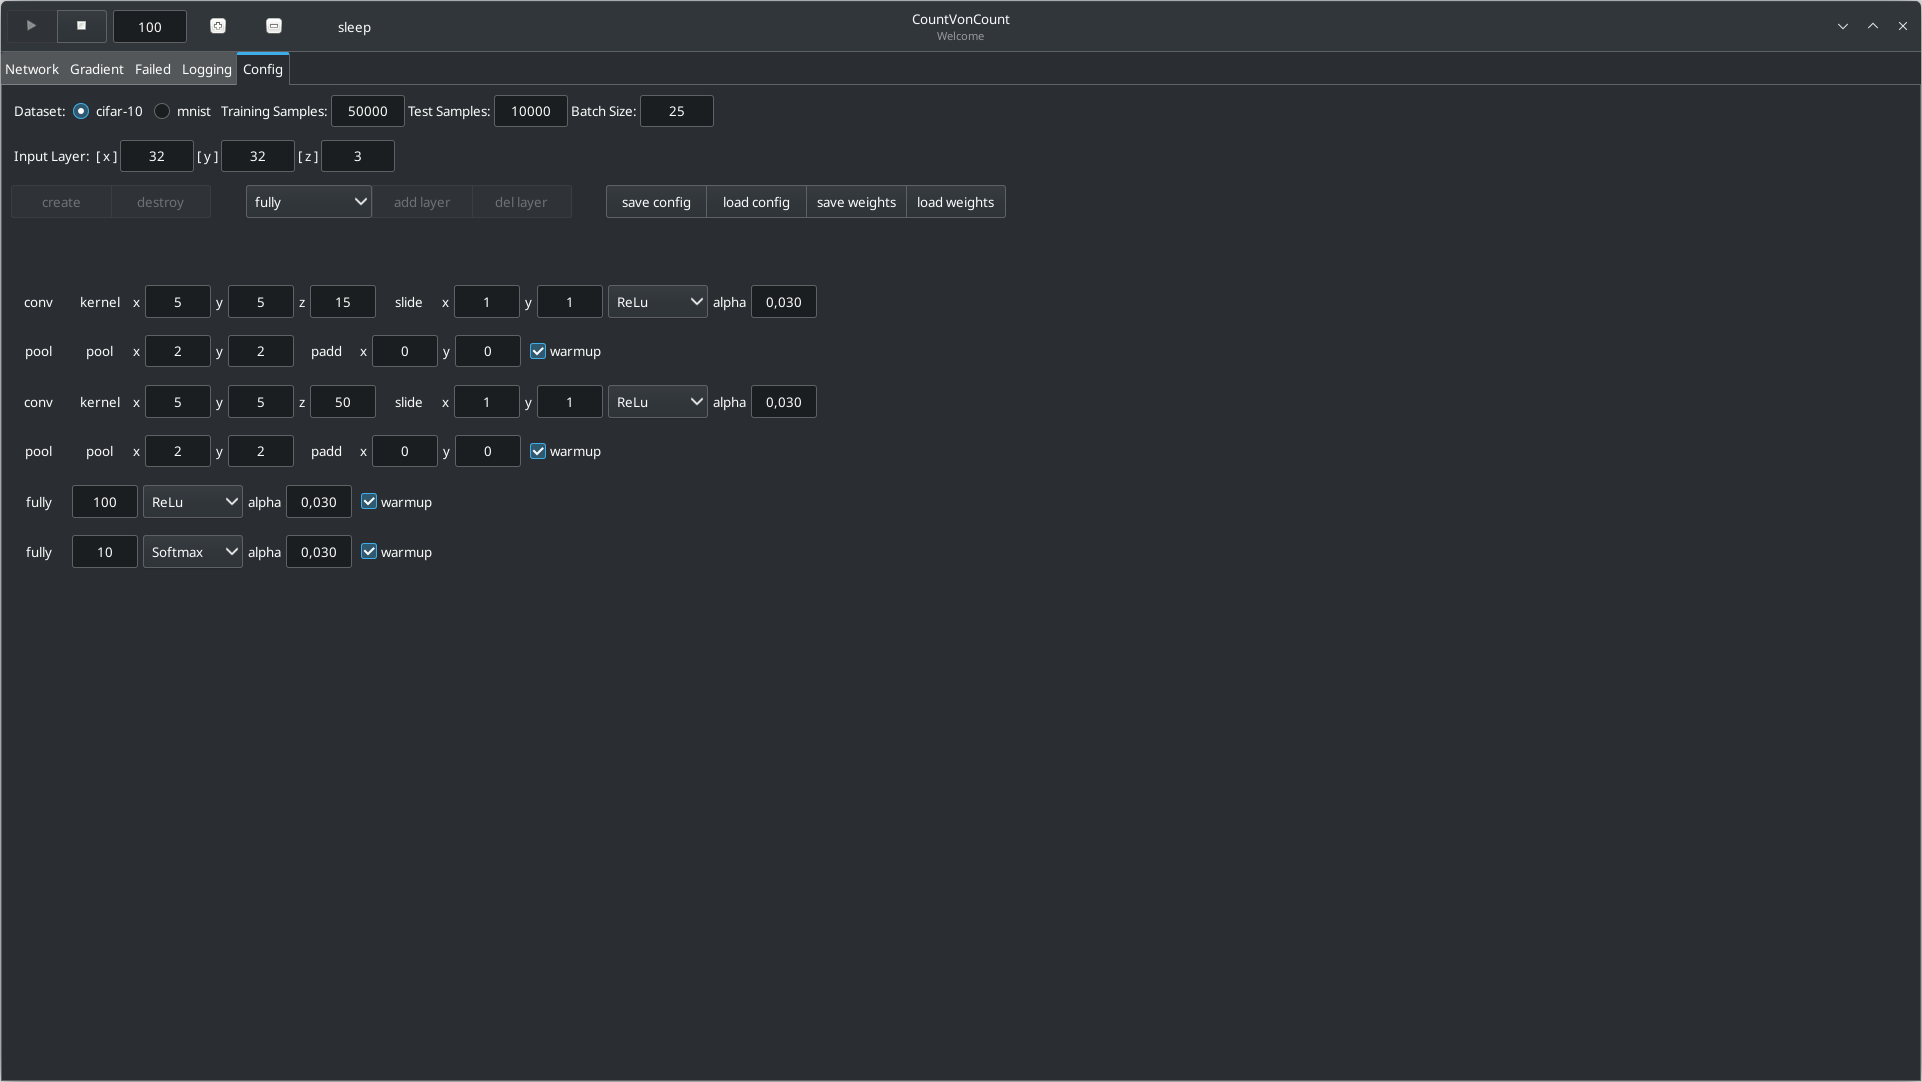 100 sleep CountVonCount
Welcome
Network Gradient Failed Logging Config
Dataset: cifar-10 mnist Training Samples: 50000 Test Samples: 10000 Batch Size: 25
Input Layer: [ x ] 32 [ y ] 32 [ z ] 3
create destroy fully add layer del layer save config load config save weights load weights
conv kernel x 5 y 5 z 15 slide x 1 y 1 ReLu alpha 0,030
pool pool x 2 y 2 padd x 0 y 0 warmup
conv kernel x 5 y 5 z 50 slide x 1 y 1 ReLu alpha 0,030
pool pool x 2 y 2 padd x 0 y 0 warmup
fully 100 ReLu alpha 0,030 warmup
fully 10 Softmax alpha 0,030 warmup